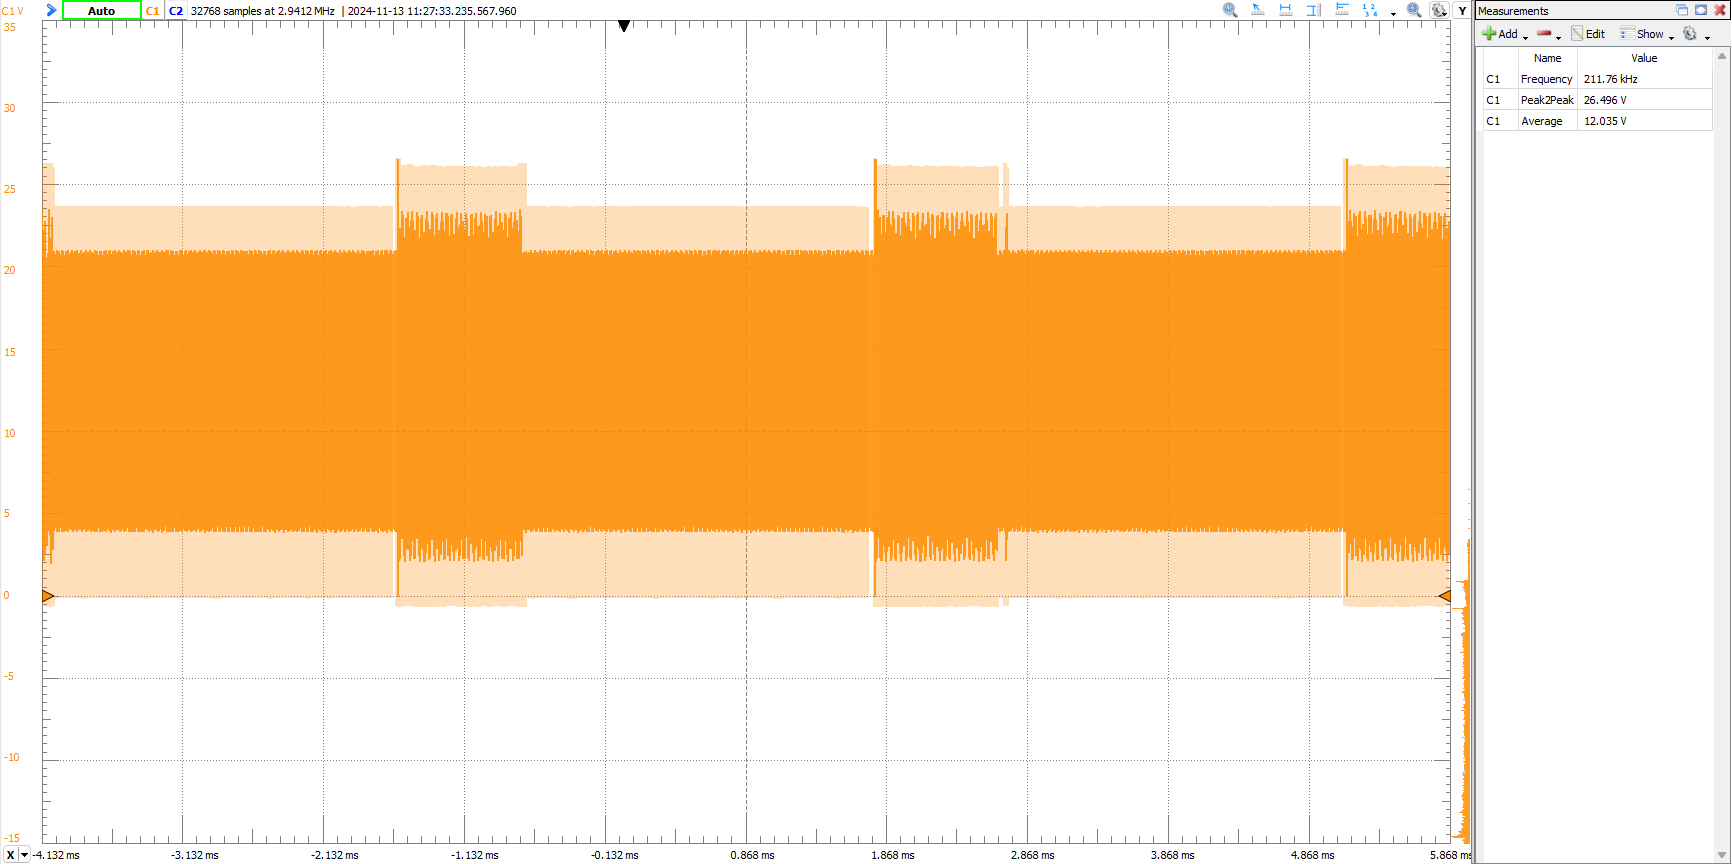 C1 V
Auto
C1
C2
32768 samples at 2.9412 MHz | 2024-11-13 11:27:33.235.567.960
Y
35
30
25
20
15
10
5
0
-5
-10
-15
X
-4.132 ms
-3.132 ms
-2.132 ms
-1.132 ms
-0.132 ms
0.868 ms
1.868 ms
2.868 ms
3.868 ms
4.868 ms
5.868 ms
Measurements
Add
Edit
Show
Name Value
C1 Frequency 211.76 kHz
C1 Peak2Peak 26.496 V
C1 Average 12.035 V